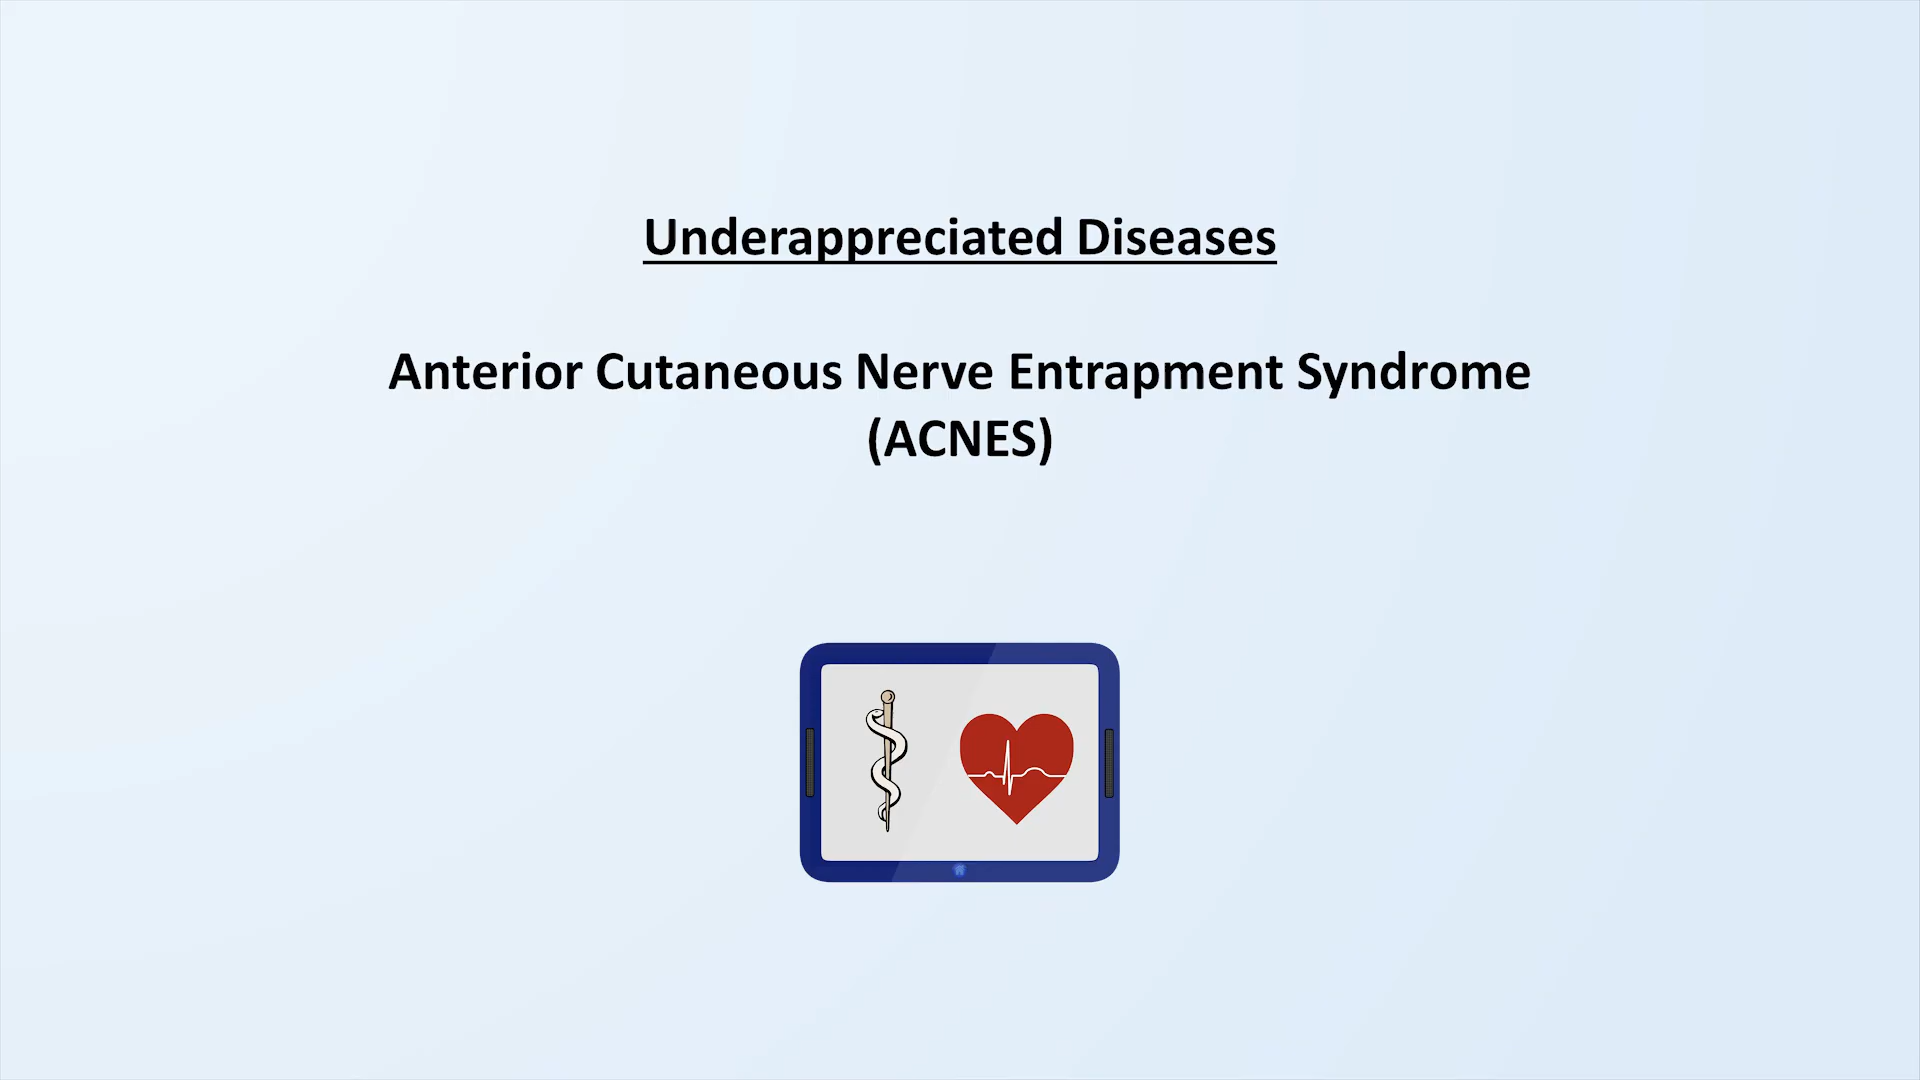 Underappreciated Diseases
Anterior Cutaneous Nerve Entrapment Syndrome
(ACNES)